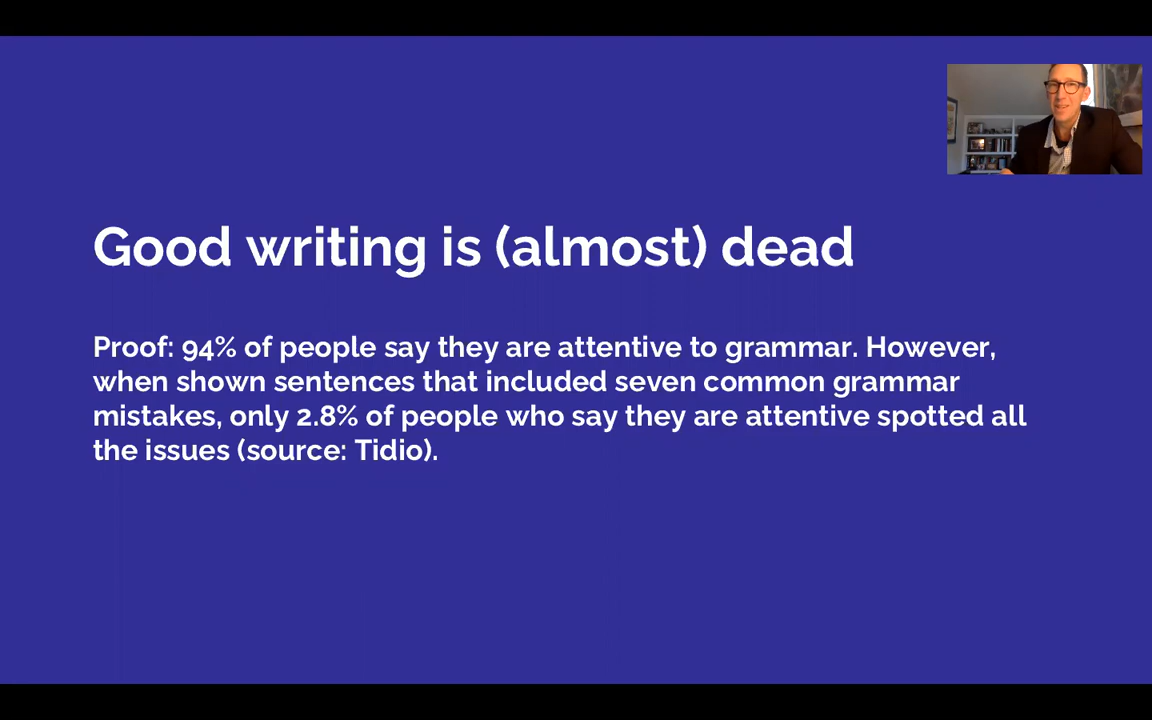 Good writing is (almost) dead
Proof: 94% of people say they are attentive to grammar. However,
when shown sentences that included seven common grammar
mistakes, only 2.8% of people who say they are attentive spotted all
the issues (source: Tidio).